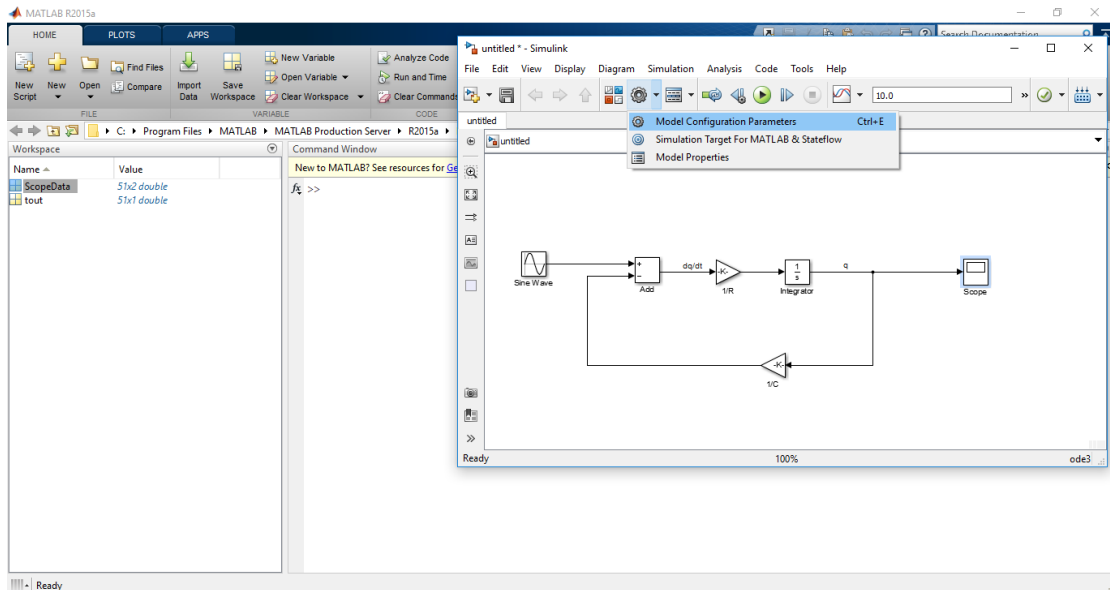 MATLAB R2015a
HOME PLOTS APPS
Search Documentation
New Script
New
Open
Find Files
Compare
Import Data
Save Workspace
New Variable
Open Variable
Clear Workspace
Analyze Code
Run and Time
Clear Commands
FILE VARIABLE CODE
C: Program Files MATLAB MATLAB Production Server R2015a
Workspace
Name Value
ScopeData 51x2 double
tout 51x1 double
Command Window
New to MATLAB? See resources for Ge
fx >>
untitled * - Simulink
File Edit View Display Diagram Simulation Analysis Code Tools Help
10.0
untitled
untitled
Model Configuration Parameters Ctrl+E
Simulation Target For MATLAB & Stateflow
Model Properties
Sine Wave
+
−
Add
dq/dt
-K-
1/R
1
s
Integrator
q
Scope
-K-
1/C
Ready 100% ode3
Ready